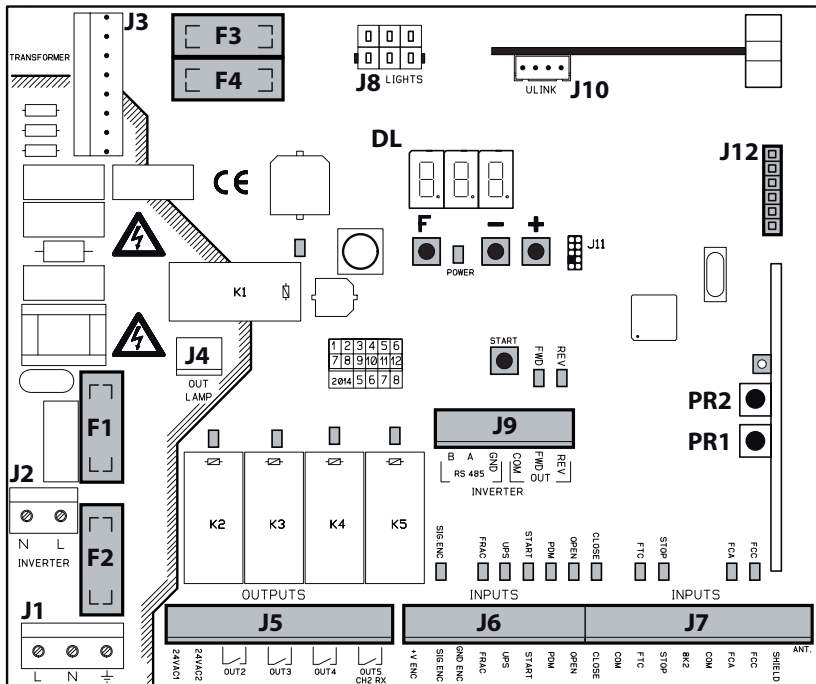 J3
F3
TRANSFORMER
F4
J8 LIGHTS
ULINK J10
DL
J12
CE
F - +
J11
POWER
K1
START
FWD
REV
J4
OUT
LAMP
1 2 3 4 5 6
7 8 9 10 11 12
2014 5 6 7 8
PR2
PR1
F1
J9
B A GND COM FWD REV
RS 485 OUT
INVERTER
J2
N L
INVERTER
F2
K2 K3 K4 K5
SIG.ENC FRAC UPS START PDM OPEN CLOSE FTC STOP FCA FCC
OUTPUTS INPUTS INPUTS
J1
J5 J6 J7
L N
24VAC1 24VAC2 OUT2 OUT3 OUT4 OUT5
CH2 RX
+V ENC SIG.ENC GND ENC FRAC UPS START PDM OPEN CLOSE COM FTC STOP 8K2 COM FCA FCC SHIELD ANT.